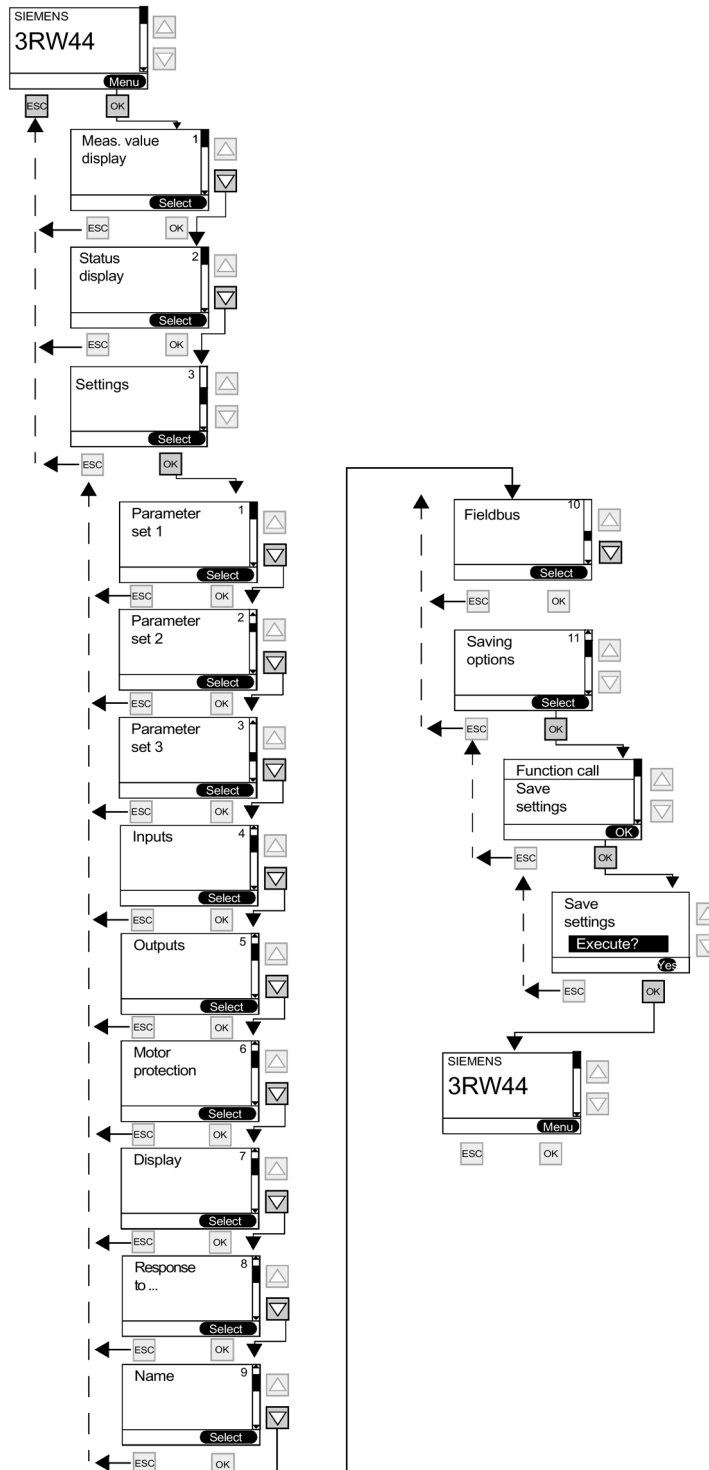 SIEMENS
3RW44
Menu
ESC
OK
Meas. value
display
1
Select
ESC
OK
Status
display
2
Select
ESC
OK
Settings
3
Select
ESC
OK
Parameter
set 1
1
Select
ESC
OK
Parameter
set 2
2
Select
ESC
OK
Parameter
set 3
3
Select
ESC
OK
Inputs
4
Select
ESC
OK
Outputs
5
Select
ESC
OK
Motor
protection
6
Select
ESC
OK
Display
7
Select
ESC
OK
Response
to ...
8
Select
ESC
OK
Name
9
Select
ESC
OK
Fieldbus
10
Select
ESC
OK
Saving
options
11
Select
ESC
OK
Function call
Save
settings
OK
ESC
OK
Save
settings
Execute?
Yes
ESC
OK
SIEMENS
3RW44
Menu
ESC
OK